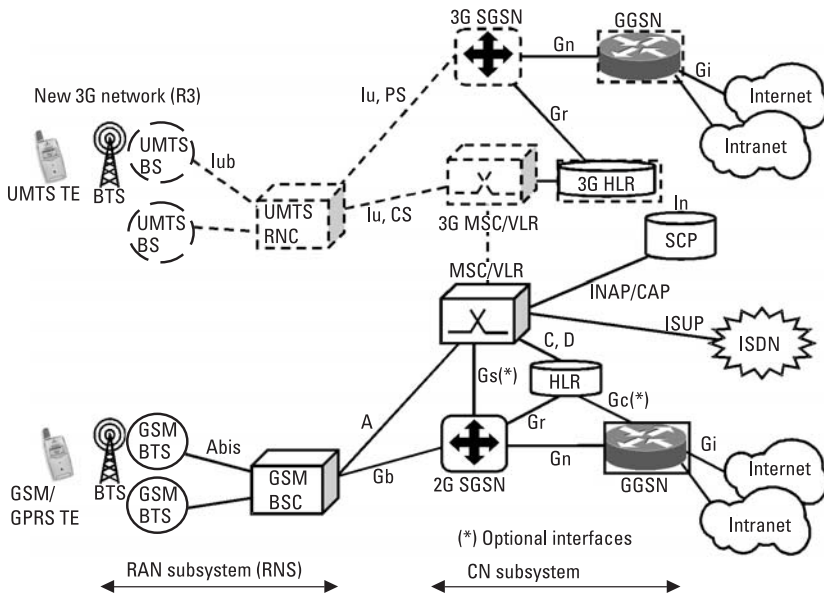 3G SGSN
GGSN
Gn
Gi
New 3G network (R3)
Iu, PS
Internet
Gr
Intranet
UMTS
BS
Iub
UMTS TE
BTS
3G HLR
UMTS
RNC
Iu, CS
UMTS
BS
3G MSC/VLR
In
SCP
MSC/VLR
INAP/CAP
ISUP
ISDN
C, D
Gs(*)
HLR
Gc(*)
A
Gr
GSM
BTS
Abis
Gi
Gn
Internet
BTS
GSM
BSC
Gb
GSM/
GPRS TE
GSM
BTS
2G SGSN
GGSN
Intranet
(*) Optional interfaces
RAN subsystem (RNS)
CN subsystem